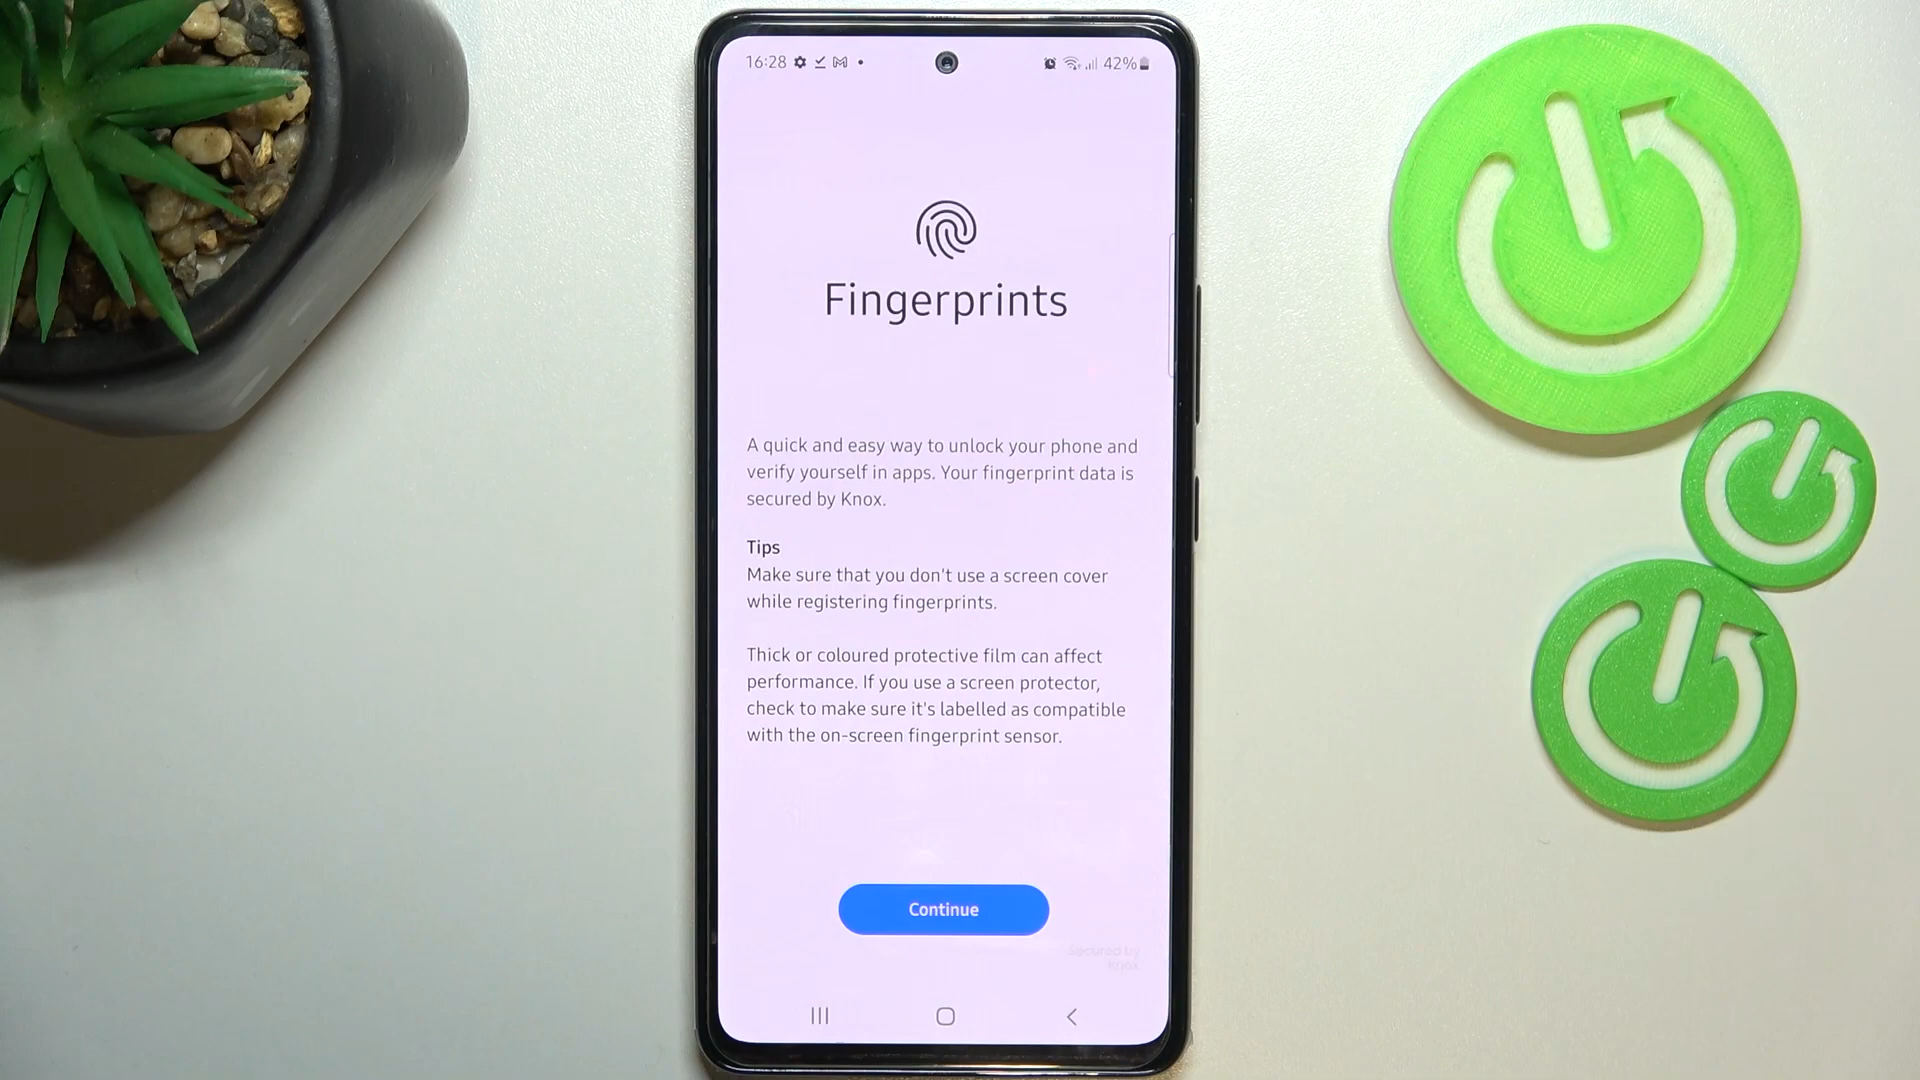 16:28
42%
Fingerprints
A quick and easy way to unlock your phone and
verify yourself in apps. Your fingerprint data is
secured by Knox.
Tips
Make sure that you don't use a screen cover
while registering fingerprints.
Thick or coloured protective film can affect
performance. If you use a screen protector,
check to make sure it's labelled as compatible
with the on-screen fingerprint sensor.
Continue
Secured by
Knox